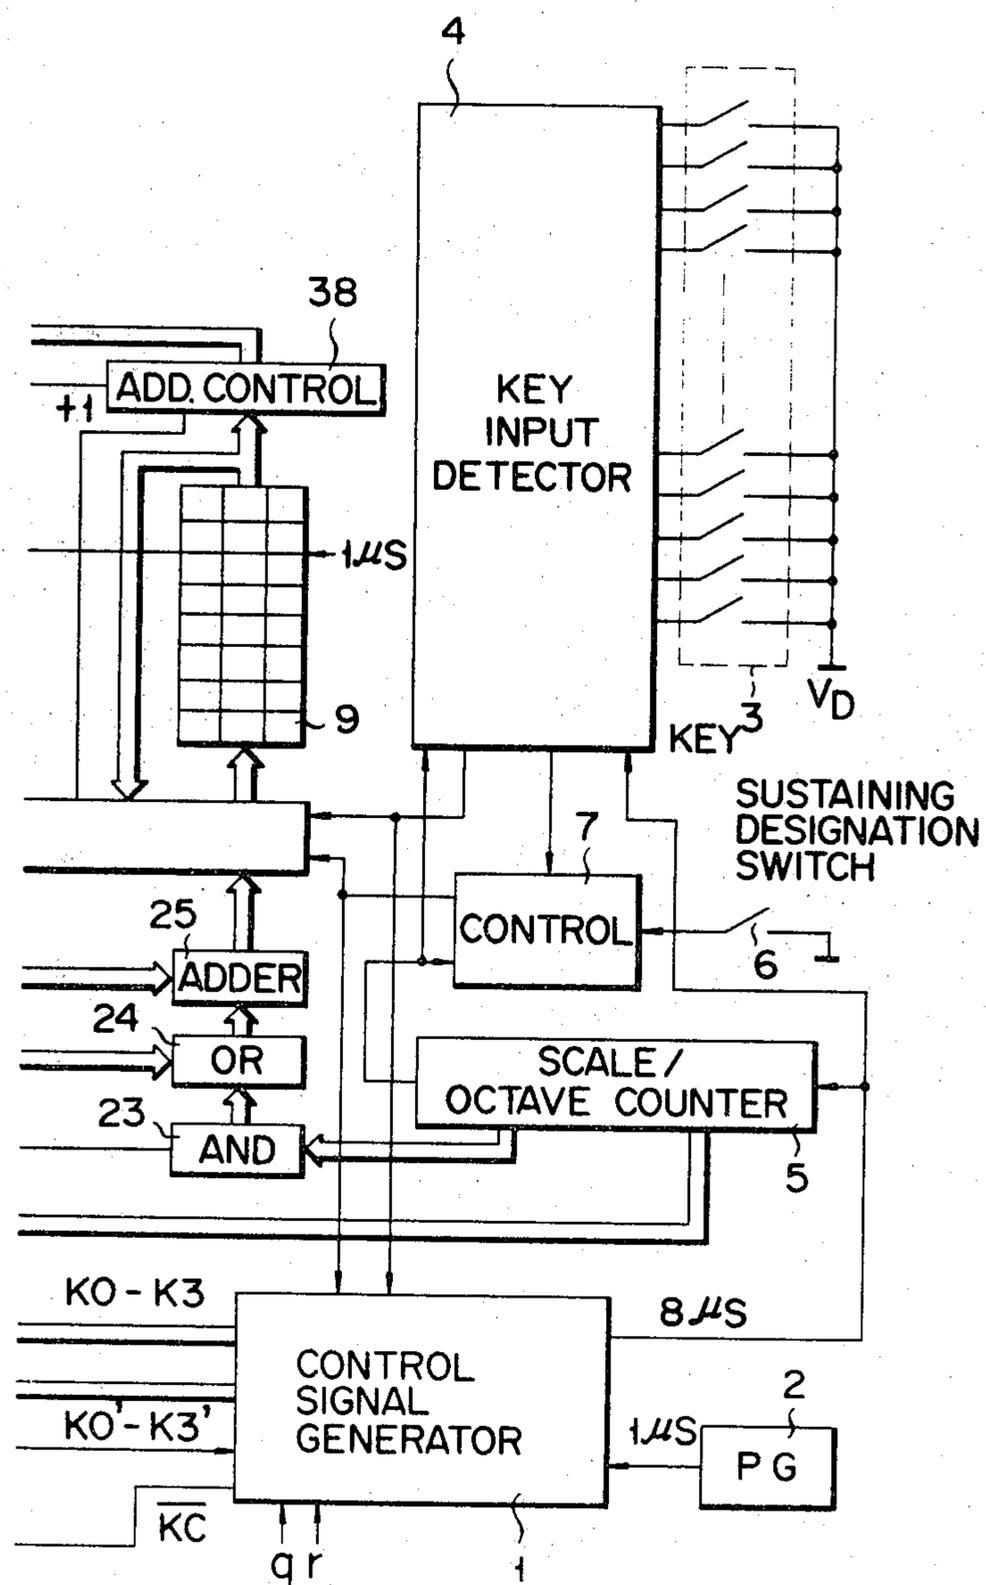 4
38
ADD. CONTROL
+1
KEY
INPUT
DETECTOR
1μS
9
3
VD
KEY
SUSTAINING
DESIGNATION
SWITCH
7
CONTROL
6
25
ADDER
24
OR
23
AND
SCALE/
OCTAVE COUNTER
5
KO-K3
8μS
CONTROL
SIGNAL
GENERATOR
KO'-K3'
2
1μS
PG
KC
q r
1